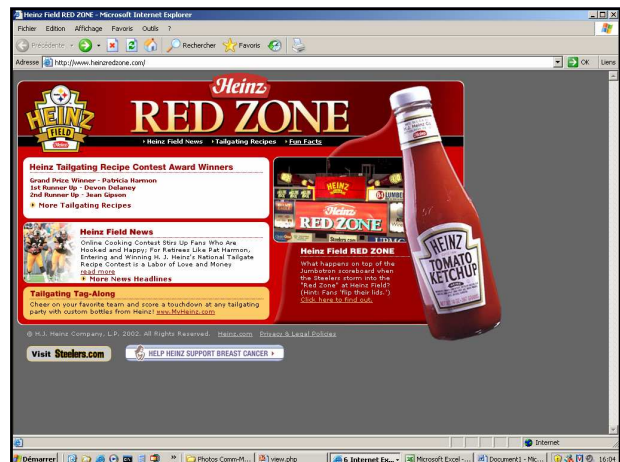 Heinz Field RED ZONE - Microsoft Internet Explorer
Fichier Edition Affichage Favoris Outils ?
Précédente Rechercher Favoris
Adresse http://www.heinzredzone.com/ OK Liens
Heinz
RED ZONE
HEINZ
FIELD
Heinz
Heinz Field News Tailgating Recipes Fun Facts
Heinz Tailgating Recipe Contest Award Winners
Grand Prize Winner - Patricia Harmon
1st Runner Up - Devon Delaney
2nd Runner Up - Jean Gipson
More Tailgating Recipes
HEINZ
Heinz
RED ZONE
Steelers.com
HEINZ
TOMATO
KETCHUP
Heinz Field News
Online Cooking Contest Stirs Up Fans Who Are
Hooked and Happy; For Retirees Like Pat Harmon,
Entering and Winning H. J. Heinz's National Tailgate
Recipe Contest is a Labor of Love and Money
read more
More News Headlines
Heinz Field RED ZONE
What happens on top of the
Jumbotron scoreboard when
the Steelers storm into the
"Red Zone" at Heinz Field?
(Hint: Fans 'flip their lids.')
Click here to find out.
Tailgating Tag-Along
Cheer on your favorite team and score a touchdown at any tailgating
party with custom bottles from Heinz! www.MyHeinz.com
© H.J. Heinz Company, L.P. 2002. All Rights Reserved. Heinz.com Privacy & Legal Policies
Visit Steelers.com
HELP HEINZ SUPPORT BREAST CANCER
Internet
Démarrer » Photos Comm-M... view.php 6 Internet Ex... Microsoft Excel -... Document1 - Mic... 16:04